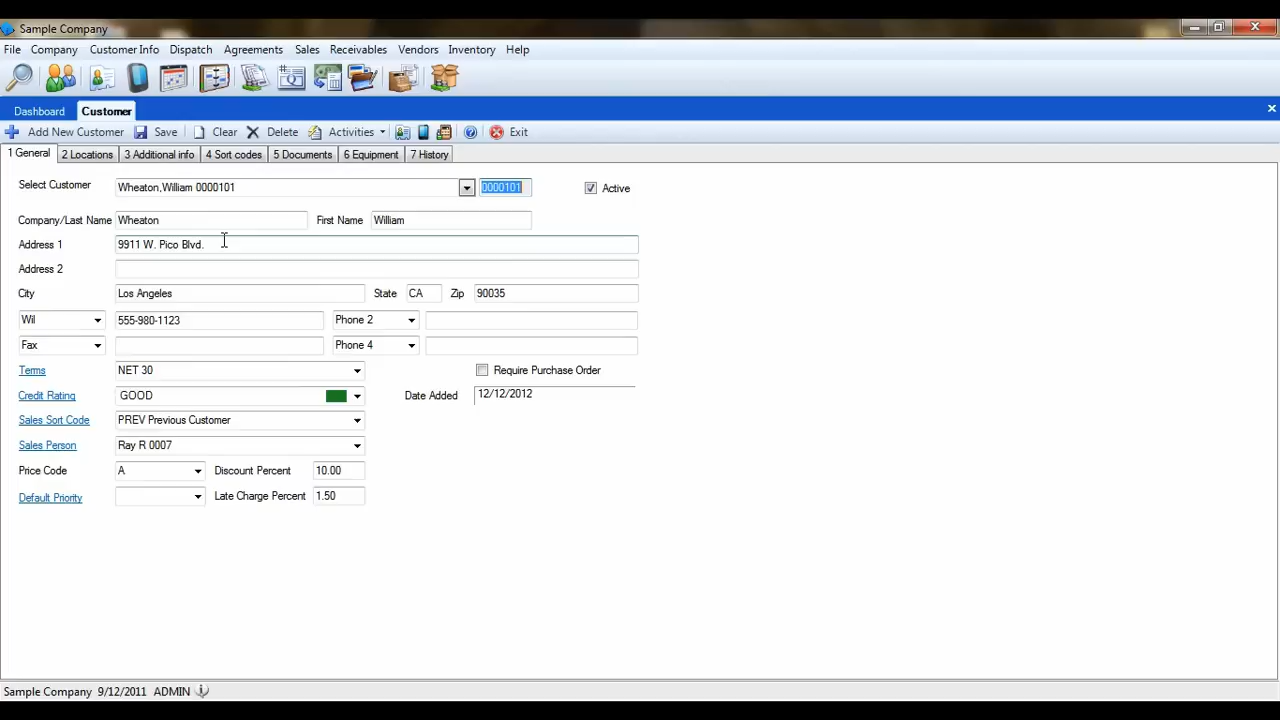 Sample Company
File Company Customer Info Dispatch Agreements Sales Receivables Vendors Inventory Help
Dashboard Customer
Add New Customer Save Clear Delete Activities Exit
1 General 2 Locations 3 Additional info 4 Sort codes 5 Documents 6 Equipment 7 History
Select Customer Wheaton,William 0000101 0000101 Active
Company/Last Name Wheaton First Name William
Address 1 9911 W. Pico Blvd.
Address 2
City Los Angeles State CA Zip 90035
Wil 555-980-1123 Phone 2
Fax Phone 4
Terms NET 30 Require Purchase Order
Credit Rating GOOD Date Added 12/12/2012
Sales Sort Code PREV Previous Customer
Sales Person Ray R 0007
Price Code A Discount Percent 10.00
Default Priority Late Charge Percent 1.50
Sample Company 9/12/2011 ADMIN